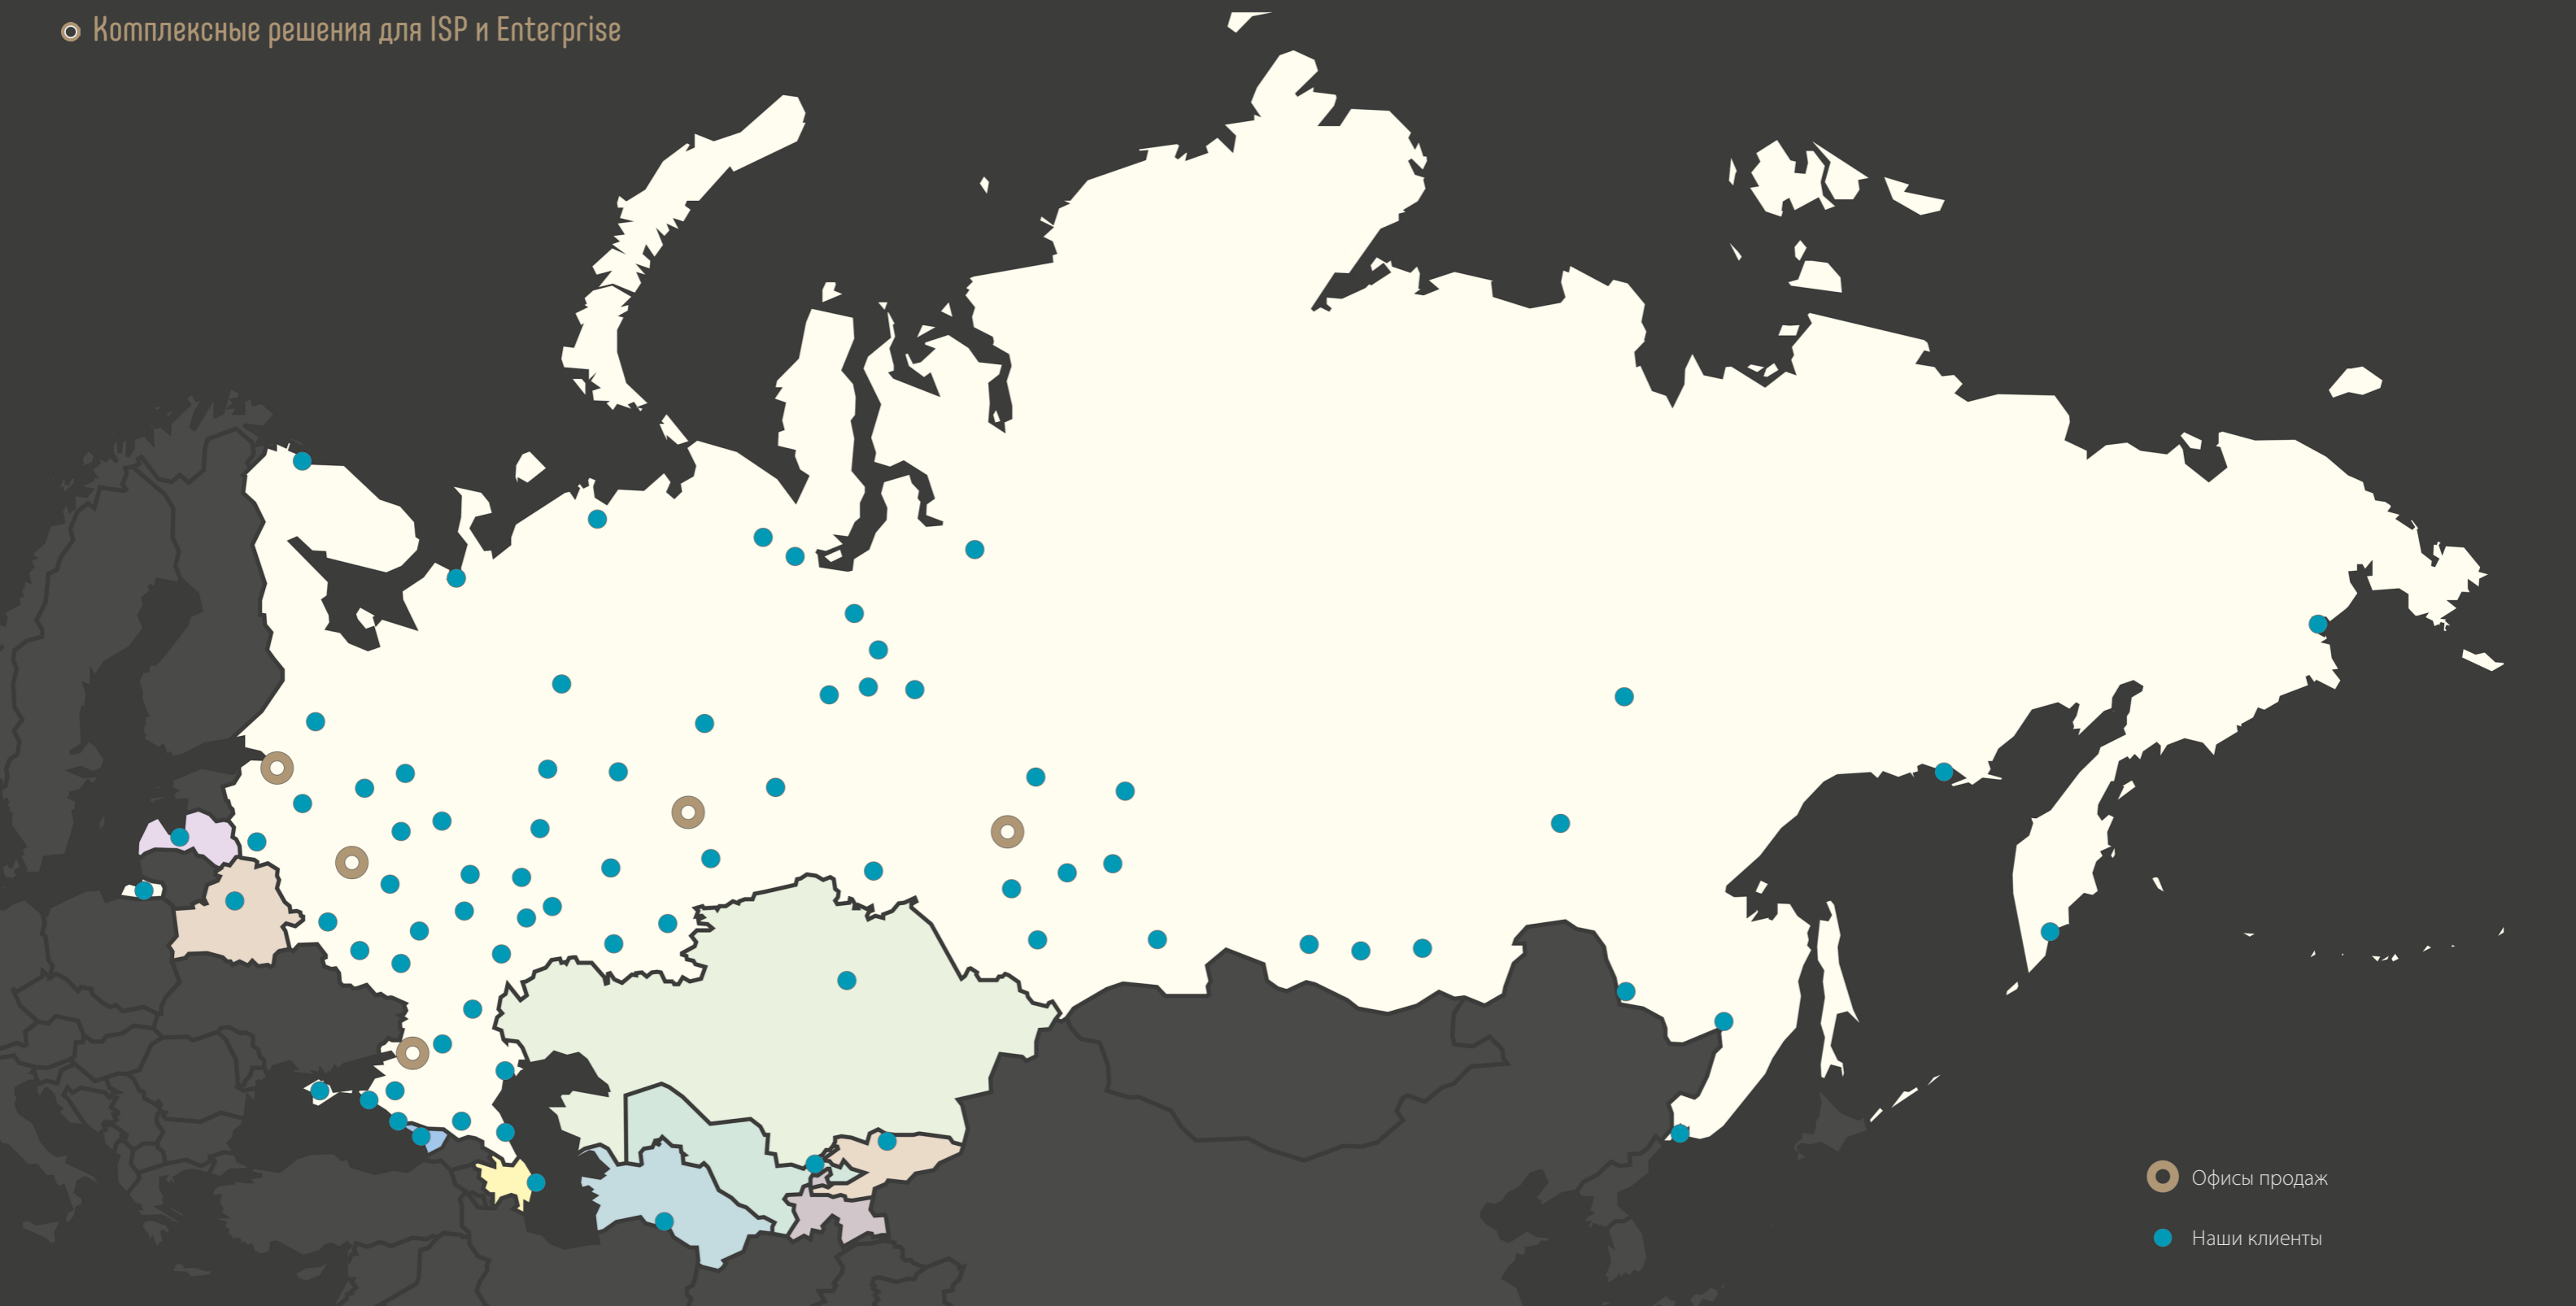 Комплексные решения для ISP и Enterprise
Офисы продаж
Наши клиенты